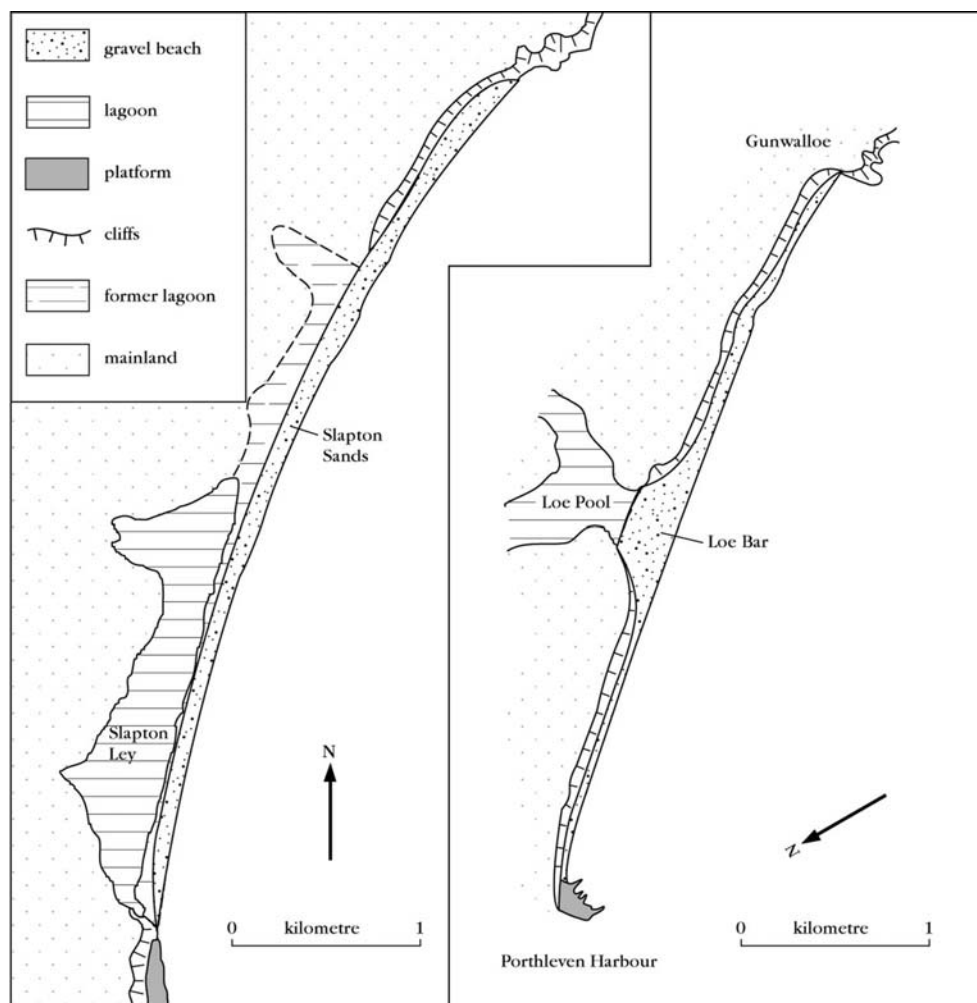 gravel beach
lagoon
platform
cliffs
former lagoon
mainland
Slapton
Sands
Slapton
Ley
N
0 kilometre 1
Gunwalloe
Loe Pool
Loe Bar
N
0 kilometre 1
Porthleven Harbour